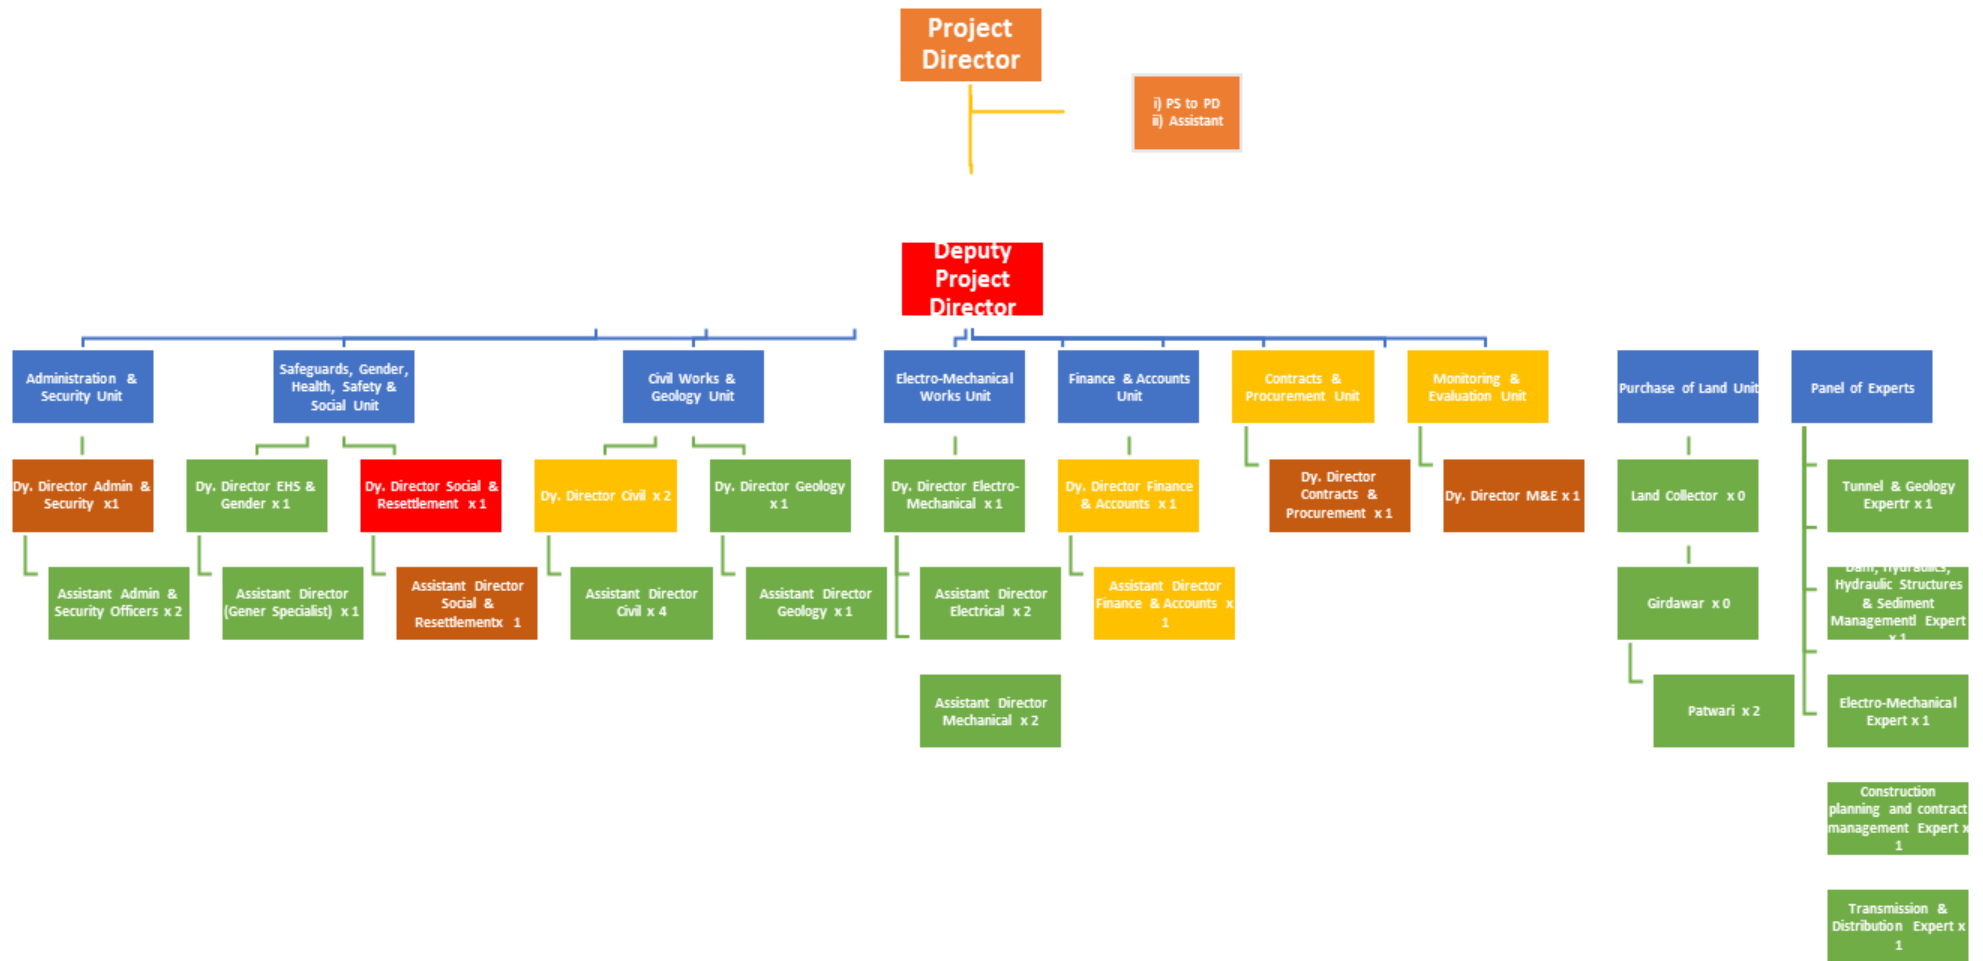 Project
Director
i) PS to PD
ii) Assistant
Deputy
Project
Director
Administration &
Security Unit
Safeguards, Gender,
Health, Safety &
Social Unit
Civil Works &
Geology Unit
Electro-Mechanical
Works Unit
Finance & Accounts
Unit
Contracts &
Procurement Unit
Monitoring &
Evaluation Unit
Purchase of Land Unit
Panel of Experts
Dy. Director Admin &
Security x1
Dy. Director EHS &
Gender x 1
Dy. Director Social &
Resettlement x 1
Dy. Director Civil x 2
Dy. Director Geology
x 1
Dy. Director Electro-
Mechanical x 1
Dy. Director Finance
& Accounts x 1
Dy. Director
Contracts &
Procurement x 1
Dy. Director M&E x 1
Land Collector x 0
Tunnel & Geology
Expertr x 1
Assistant Admin &
Security Officers x 2
Assistant Director
(Gener Specialist) x 1
Assistant Director
Social &
Resettlementx 1
Assistant Director
Civil x 4
Assistant Director
Geology x 1
Assistant Director
Electrical x 2
Assistant Director
Finance & Accounts x
1
Girdawar x 0
Dam, Hydraulics,
Hydraulic Structures
& Sediment
Managementl Expert
x 1
Assistant Director
Mechanical x 2
Patwari x 2
Electro-Mechanical
Expert x 1
Construction
planning and contract
management Expert x
1
Transmission &
Distribution Expert x
1